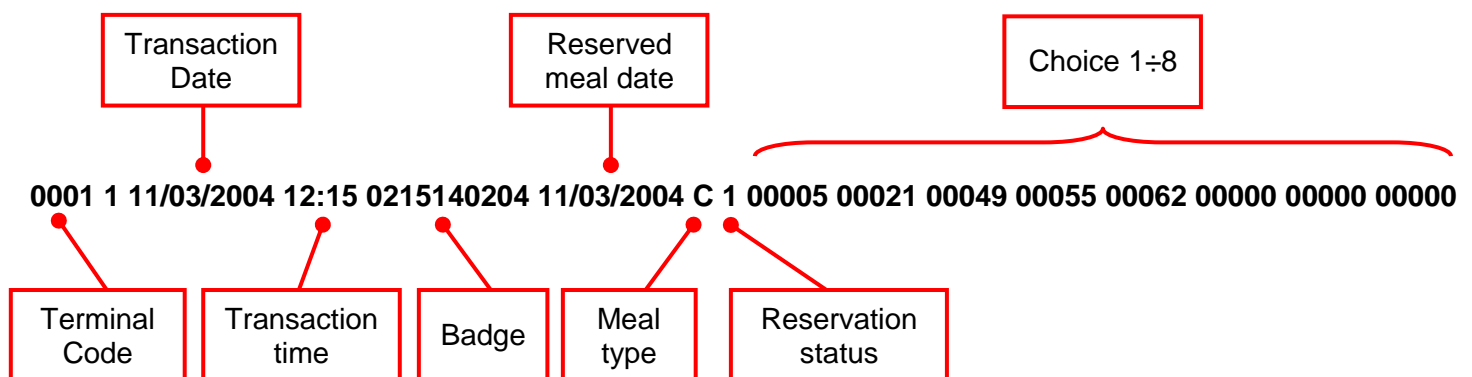 Transaction
Date
Reserved
meal date
Choice 1÷8
0001 1 11/03/2004 12:15 0215140204 11/03/2004 C 1 00005 00021 00049 00055 00062 00000 00000 00000
Terminal
Code
Transaction
time
Badge
Meal
type
Reservation
status